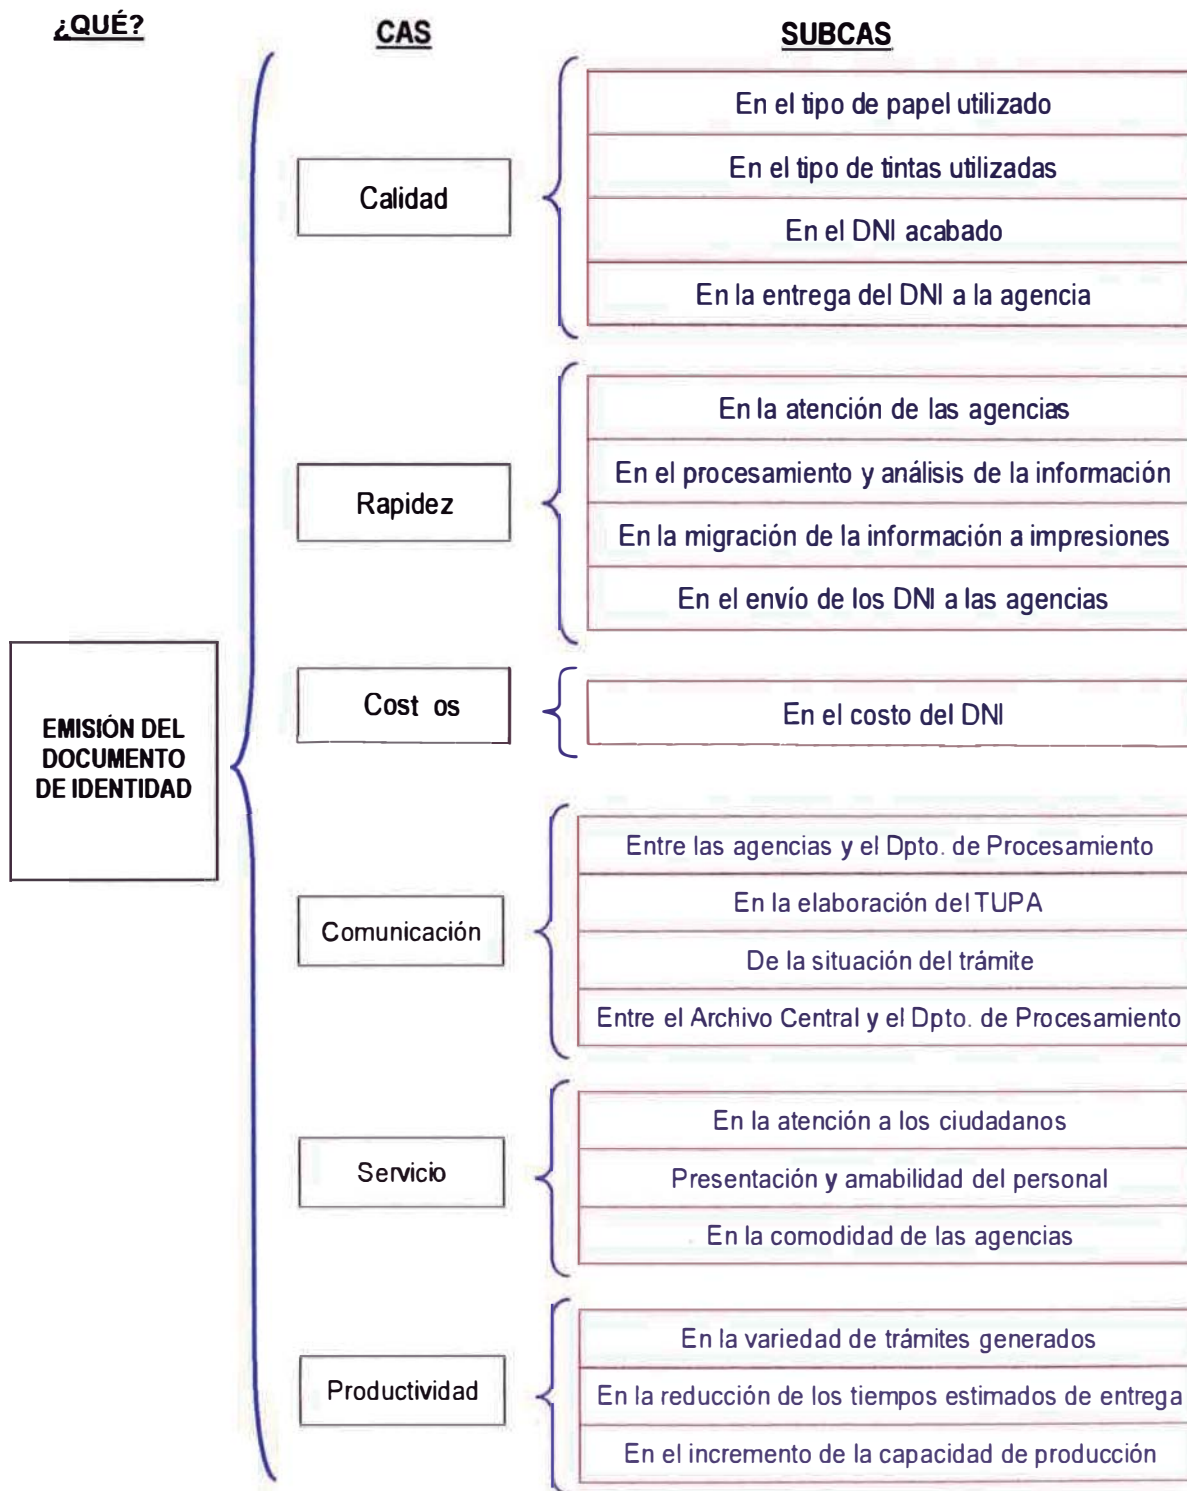 ¿QUÉ?
CAS
SUBCAS
EMISIÓN DEL
DOCUMENTO
DE IDENTIDAD
Calidad
En el tipo de papel utilizado
En el tipo de tintas utilizadas
En el DNI acabado
En la entrega del DNI a la agencia
Rapidez
En la atención de las agencias
En el procesamiento y análisis de la información
En la migración de la información a impresiones
En el envío de los DNI a las agencias
Cost os
En el costo del DNI
Comunicación
Entre las agencias y el Dpto. de Procesamiento
En la elaboración del TUPA
De la situación del trámite
Entre el Archivo Central y el Dpto. de Procesamiento
Servicio
En la atención a los ciudadanos
Presentación y amabilidad del personal
En la comodidad de las agencias
Productividad
En la variedad de trámites generados
En la reducción de los tiempos estimados de entrega
En el incremento de la capacidad de producción